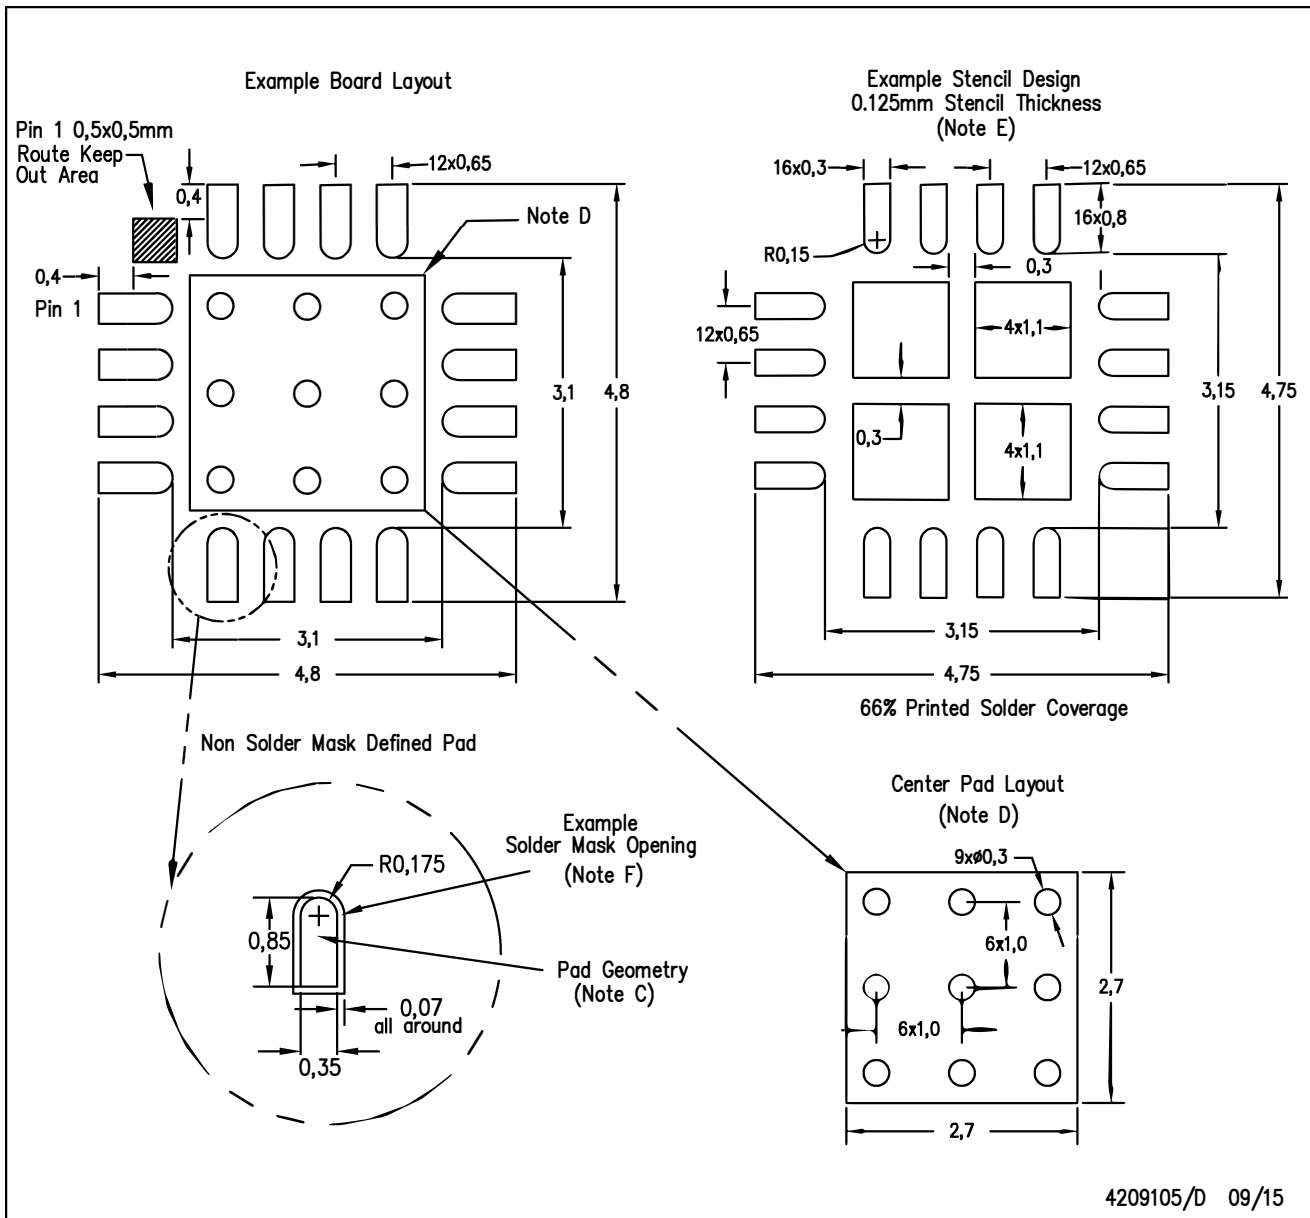 Example Board Layout
Example Stencil Design
0.125mm Stencil Thickness
(Note E)
Pin 1 0,5x0,5mm
Route Keep
Out Area
0,4
12x0,65
Note D
0,4
Pin 1
3,1
4,8
3,1
4,8
16x0,3
12x0,65
16x0,8
R0,15
0,3
12x0,65
4x1,1
3,15
4,75
0,3
4x1,1
3,15
4,75
66% Printed Solder Coverage
Non Solder Mask Defined Pad
Example
Solder Mask Opening
(Note F)
R0,175
0,85
Pad Geometry
(Note C)
0,07
all around
0,35
Center Pad Layout
(Note D)
9xø0,3
6x1,0
2,7
6x1,0
2,7
4209105/D 09/15